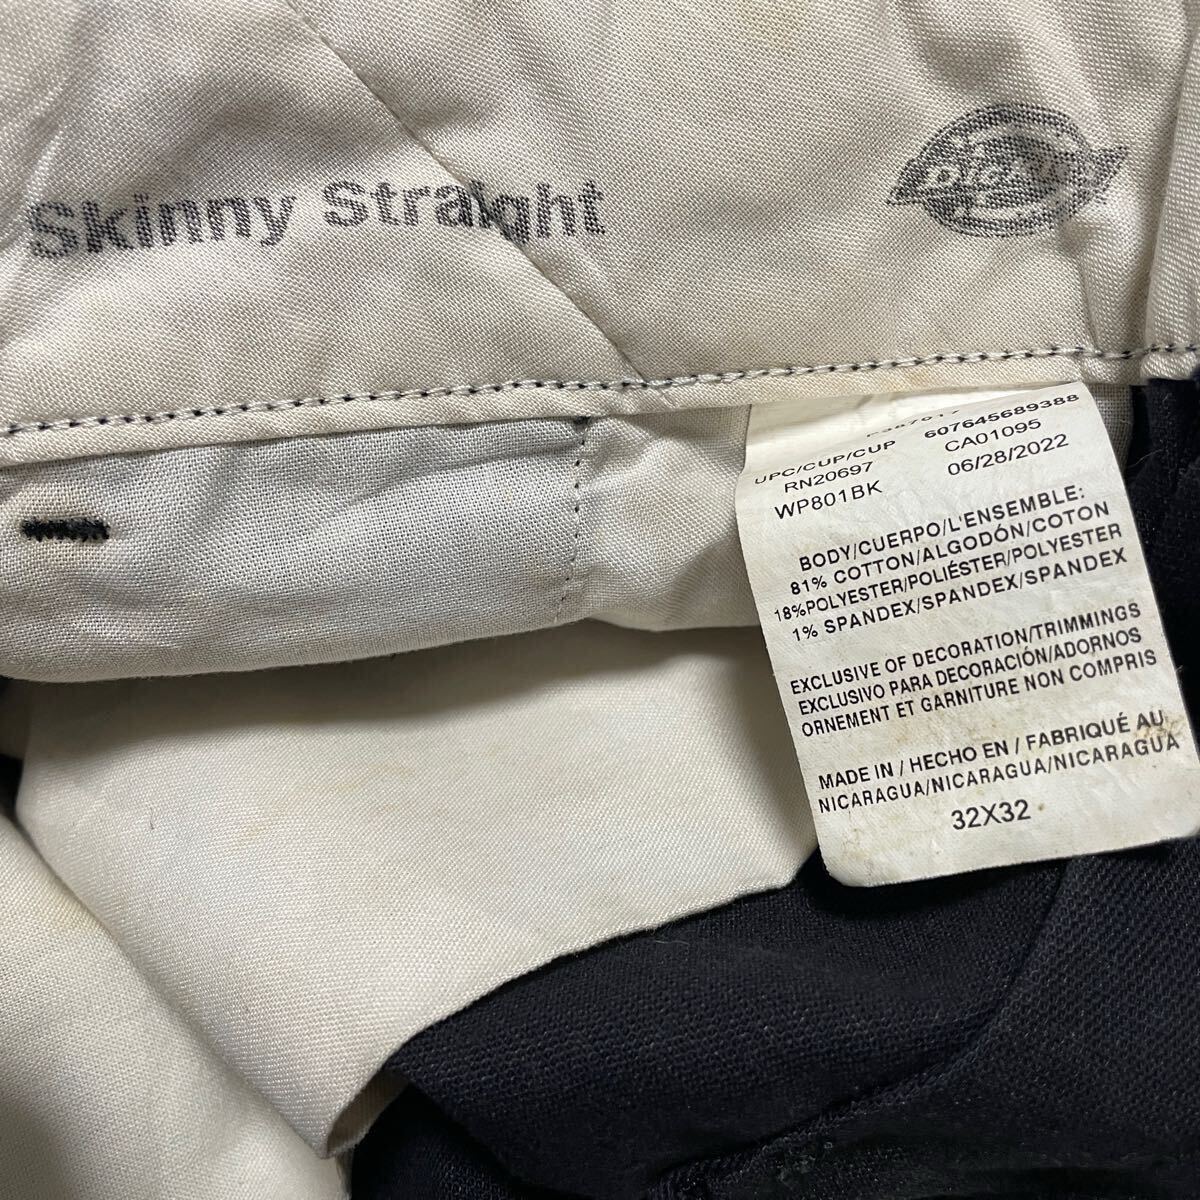 Skinny Straight
Dickies
UPC/CUP/CUP 607645689388
RN20697 CA01095
WP801BK 06/28/2022
BODY/CUERPO/L'ENSEMBLE:
81% COTTON/ALGODÓN/COTON
18%POLYESTER/POLIÉSTER/POLYESTER
1% SPANDEX/SPANDEX/SPANDEX
EXCLUSIVE OF DECORATION/TRIMMINGS
EXCLUSIVO PARA DECORACIÓN/ADORNOS
ORNEMENT ET GARNITURE NON COMPRIS
MADE IN / HECHO EN / FABRIQUÉ AU
NICARAGUA/NICARAGUA/NICARAGUA
32X32